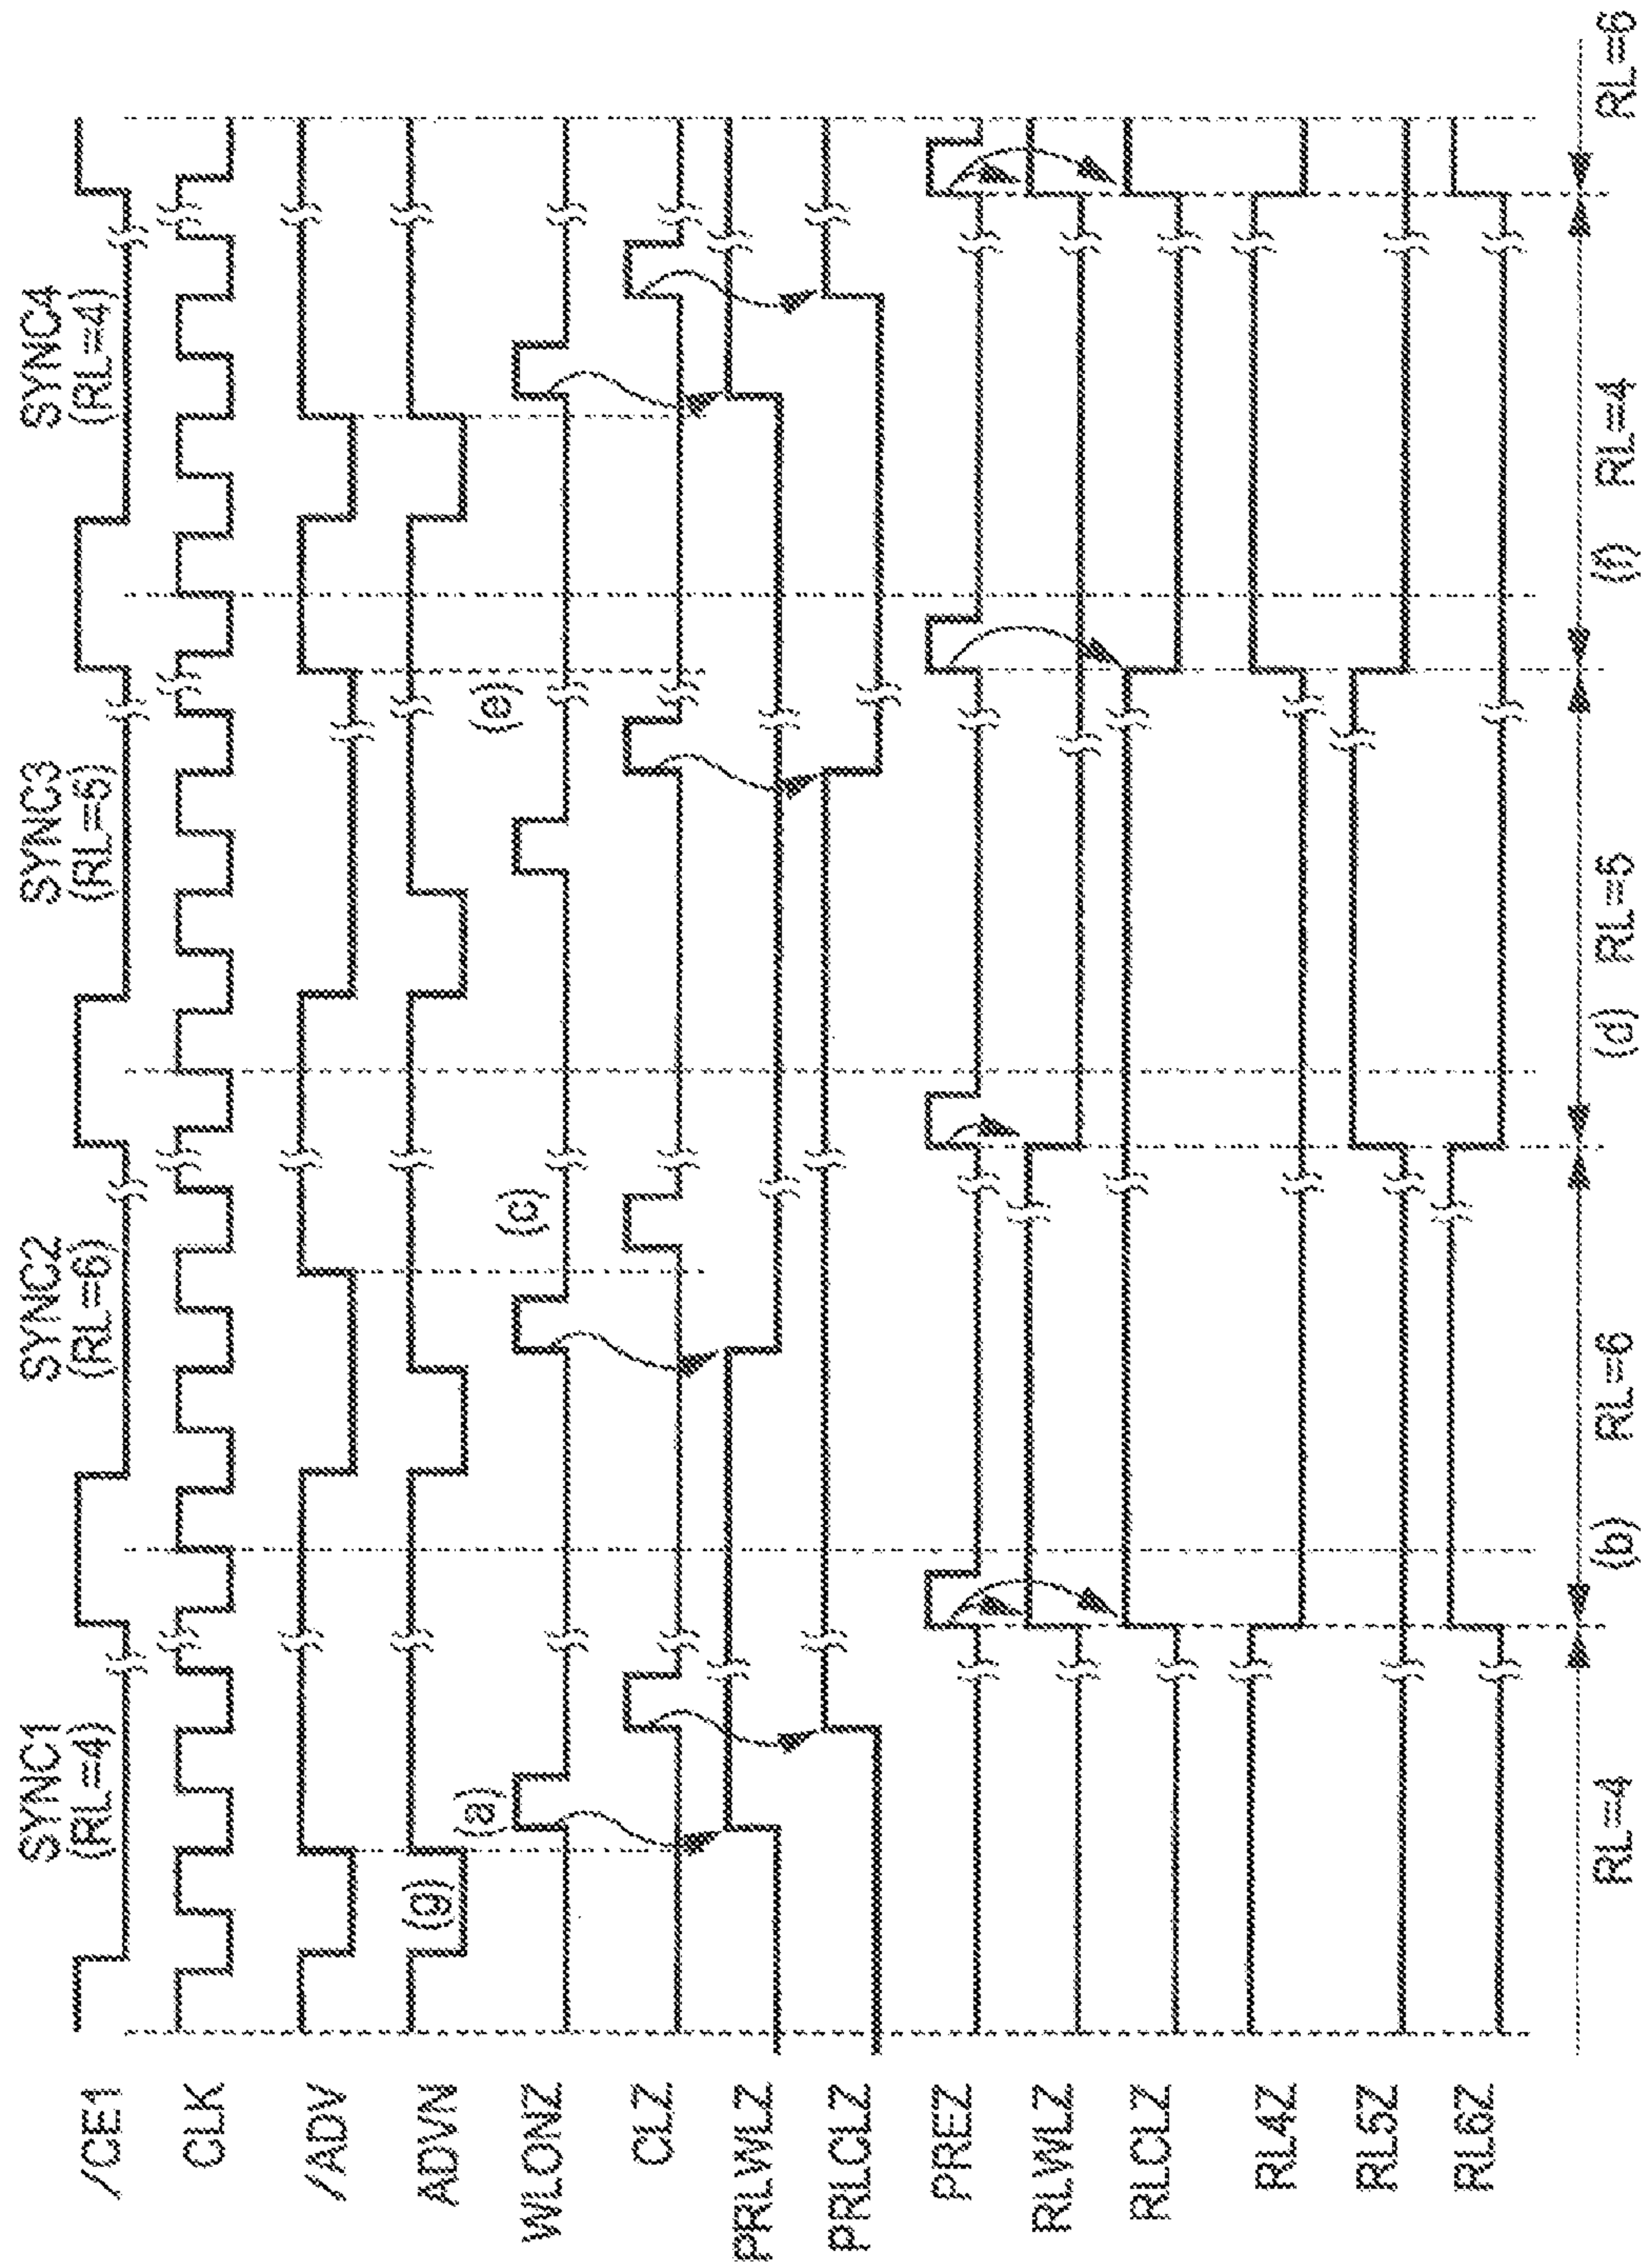 SYNC1
(RL=4)
SYNC2
(RL=6)
SYNC3
(RL=5)
SYNC4
(RL=4)
/CE1
CLK
/ADV
ADVN
(g)
WLONZ
(a)
(c)
(e)
CLZ
PRLWLZ
PRLCLZ
PREZ
RLWLZ
RLCLZ
RL4Z
RL5Z
RL6Z
RL=4
(b)
RL=6
(d)
RL=5
(f)
RL=4
RL=6